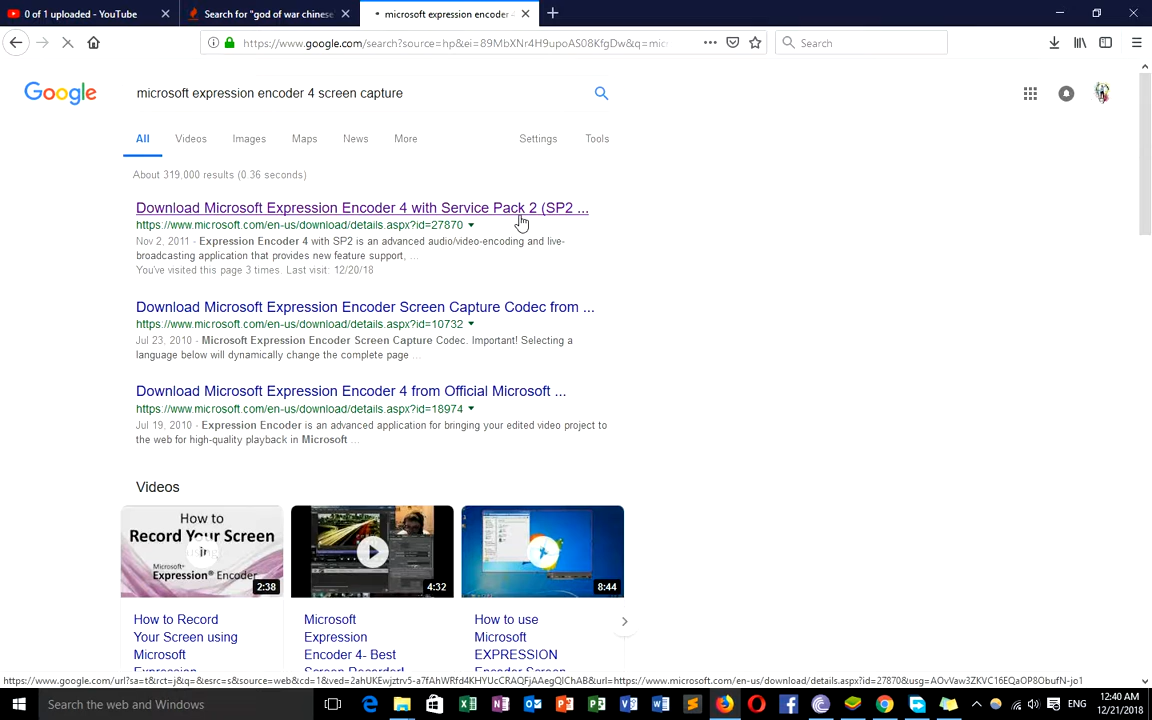 0 of 1 uploaded - YouTube
Search for "god of war chinese
microsoft expression encoder -
https://www.google.com/search?source=hp&ei=89MbXNr4H9upoAS08KfgDw&q=mic
Search
Google
microsoft expression encoder 4 screen capture
All
Videos
Images
Maps
News
More
Settings
Tools
About 319,000 results (0.36 seconds)
Download Microsoft Expression Encoder 4 with Service Pack 2 (SP2 ...
https://www.microsoft.com/en-us/download/details.aspx?id=27870
Nov 2, 2011 - Expression Encoder 4 with SP2 is an advanced audio/video-encoding and live-
broadcasting application that provides new feature support, ...
You've visited this page 3 times. Last visit: 12/20/18
Download Microsoft Expression Encoder Screen Capture Codec from ...
https://www.microsoft.com/en-us/download/details.aspx?id=10732
Jul 23, 2010 - Microsoft Expression Encoder Screen Capture Codec. Important! Selecting a
language below will dynamically change the complete page ...
Download Microsoft Expression Encoder 4 from Official Microsoft ...
https://www.microsoft.com/en-us/download/details.aspx?id=18974
Jul 19, 2010 - Expression Encoder is an advanced application for bringing your edited video project to
the web for high-quality playback in Microsoft ...
Videos
How to
Record Your Screen
Microsoft
Expression® Encoder
2:38
4:32
8:44
How to Record
Your Screen using
Microsoft
Microsoft
Expression
Encoder 4- Best
How to use
Microsoft
EXPRESSION
https://www.google.com/url?sa=t&rct=j&q=&esrc=s&source=web&cd=1&ved=2ahUKEwjztrv5-a7fAhWRfd4KHYUcCRAQFjAAegQIChAB&url=https://www.microsoft.com/en-us/download/details.aspx?id=27870&usg=AOvVaw3ZKVC16EQaOP8ObufN-jo1
Search the web and Windows
ENG
12:40 AM
12/21/2018